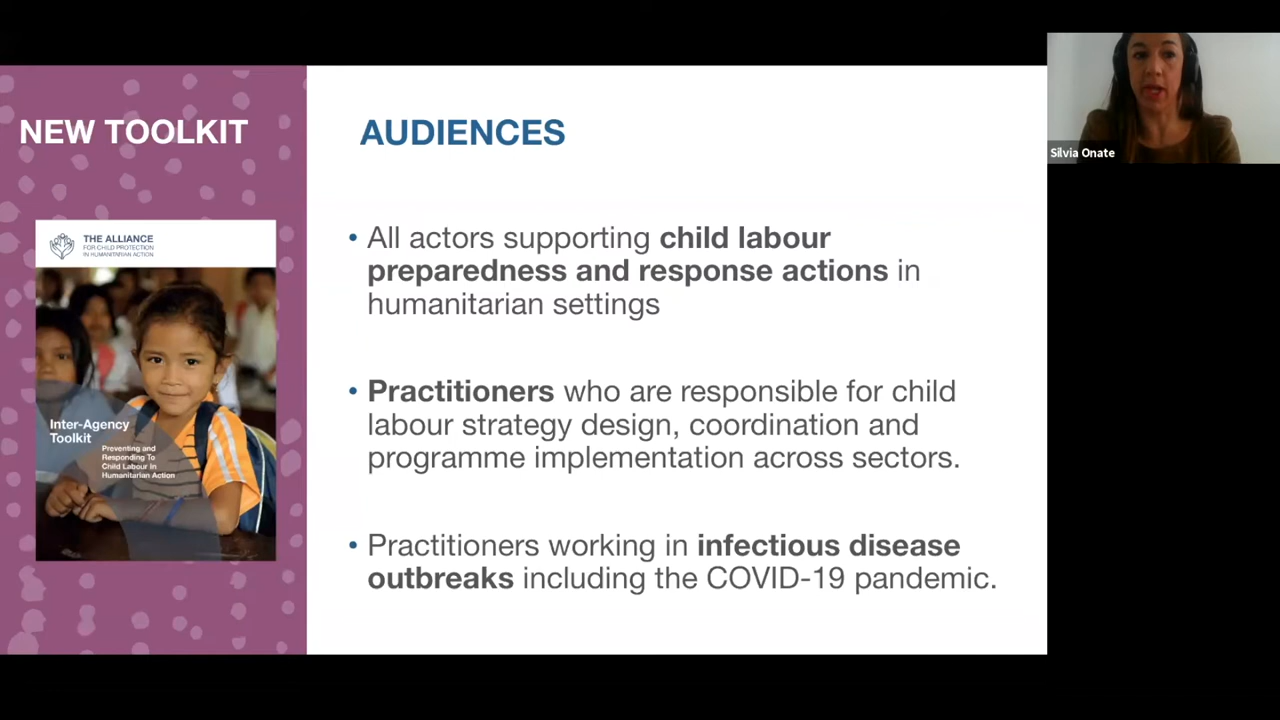 NEW TOOLKIT
THE ALLIANCE
FOR CHILD PROTECTION
IN HUMANITARIAN ACTION
Inter-Agency
Toolkit
Preventing and
Responding To
Child Labour In
Humanitarian Action
AUDIENCES
• All actors supporting child labour
preparedness and response actions in
humanitarian settings
• Practitioners who are responsible for child
labour strategy design, coordination and
programme implementation across sectors.
• Practitioners working in infectious disease
outbreaks including the COVID-19 pandemic.
Silvia Onate